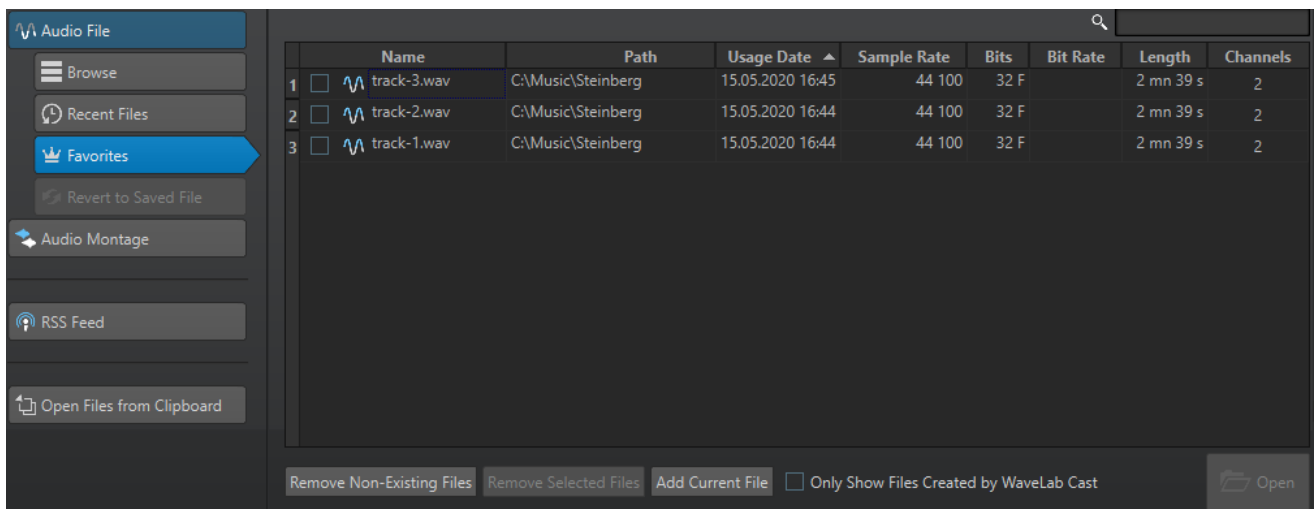 Audio File
Browse
Recent Files
Favorites
Revert to Saved File
Audio Montage
RSS Feed
Open Files from Clipboard
Name Path Usage Date Sample Rate Bits Bit Rate Length Channels
1 track-3.wav C:\Music\Steinberg 15.05.2020 16:45 44 100 32 F 2 mn 39 s 2
2 track-2.wav C:\Music\Steinberg 15.05.2020 16:44 44 100 32 F 2 mn 39 s 2
3 track-1.wav C:\Music\Steinberg 15.05.2020 16:44 44 100 32 F 2 mn 39 s 2
Remove Non-Existing Files Remove Selected Files Add Current File Only Show Files Created by WaveLab Cast Open